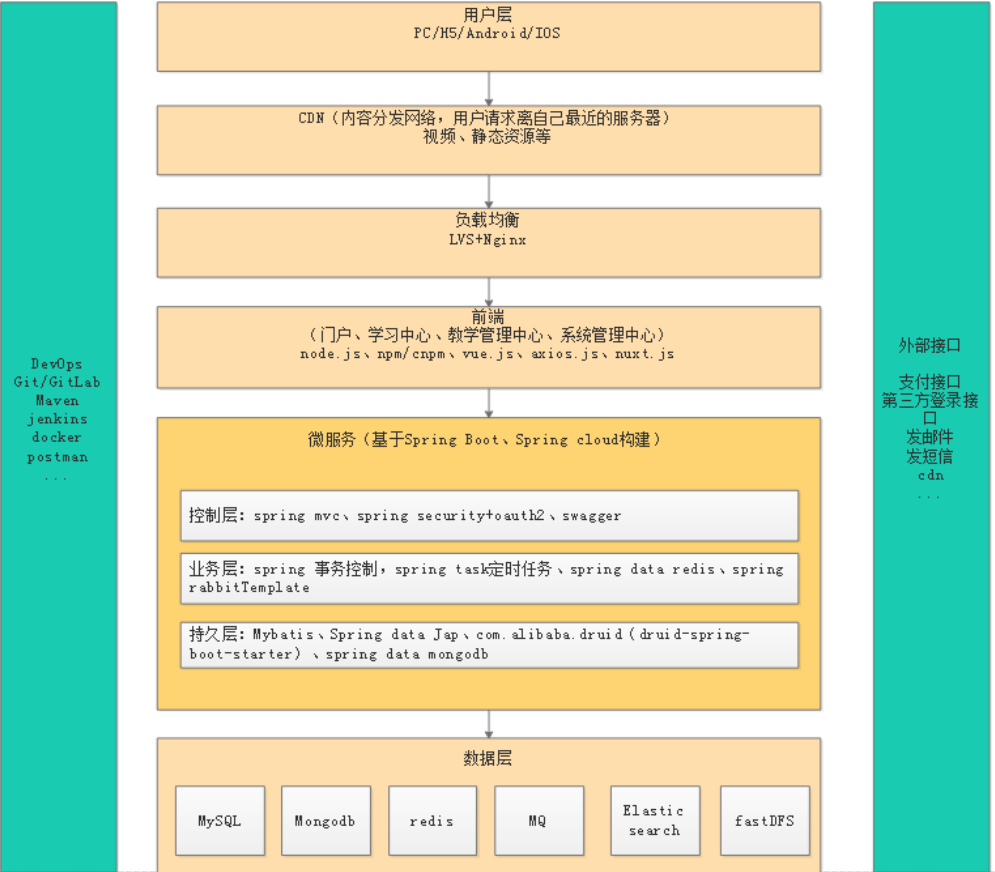 用户层
PC/H5/Android/IOS
CDN（内容分发网络，用户请求离自己最近的服务器）
视频、静态资源等
负载均衡
LVS+Nginx
前端
（门户、学习中心、教学管理中心、系统管理中心）
node.js、npm/cnpm、vue.js、axios.js、nuxt.js
微服务（基于Spring Boot、Spring cloud构建）
控制层：spring mvc、spring security+oauth2、swagger
业务层：spring 事务控制，spring task定时任务、spring data redis、spring
rabbitTemplate
持久层：Mybatis、Spring data Jap、com.alibaba.druid（druid-spring-
boot-starter）、spring data mongodb
数据层
MySQL
Mongodb
redis
MQ
Elastic
search
fastDFS
DevOps
Git/GitLab
Maven
jenkins
docker
postman
...
外部接口
支付接口
第三方登录接
口
发邮件
发短信
cdn
...